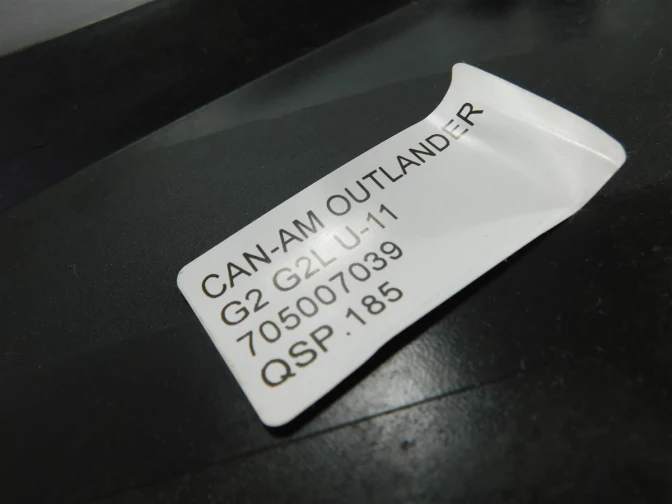 CAN-AM OUTLANDER
G2 G2L U-11
705007039
QSP .185